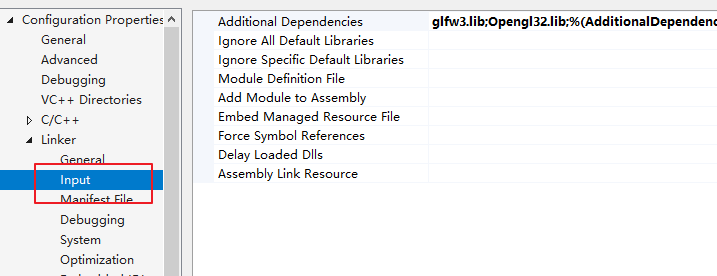 Configuration Properties
General
Advanced
Debugging
VC++ Directories
C/C++
Linker
General
Input
Manifest File
Debugging
System
Optimization
Additional Dependencies glfw3.lib;Opengl32.lib;%(AdditionalDependenc
Ignore All Default Libraries
Ignore Specific Default Libraries
Module Definition File
Add Module to Assembly
Embed Managed Resource File
Force Symbol References
Delay Loaded Dlls
Assembly Link Resource